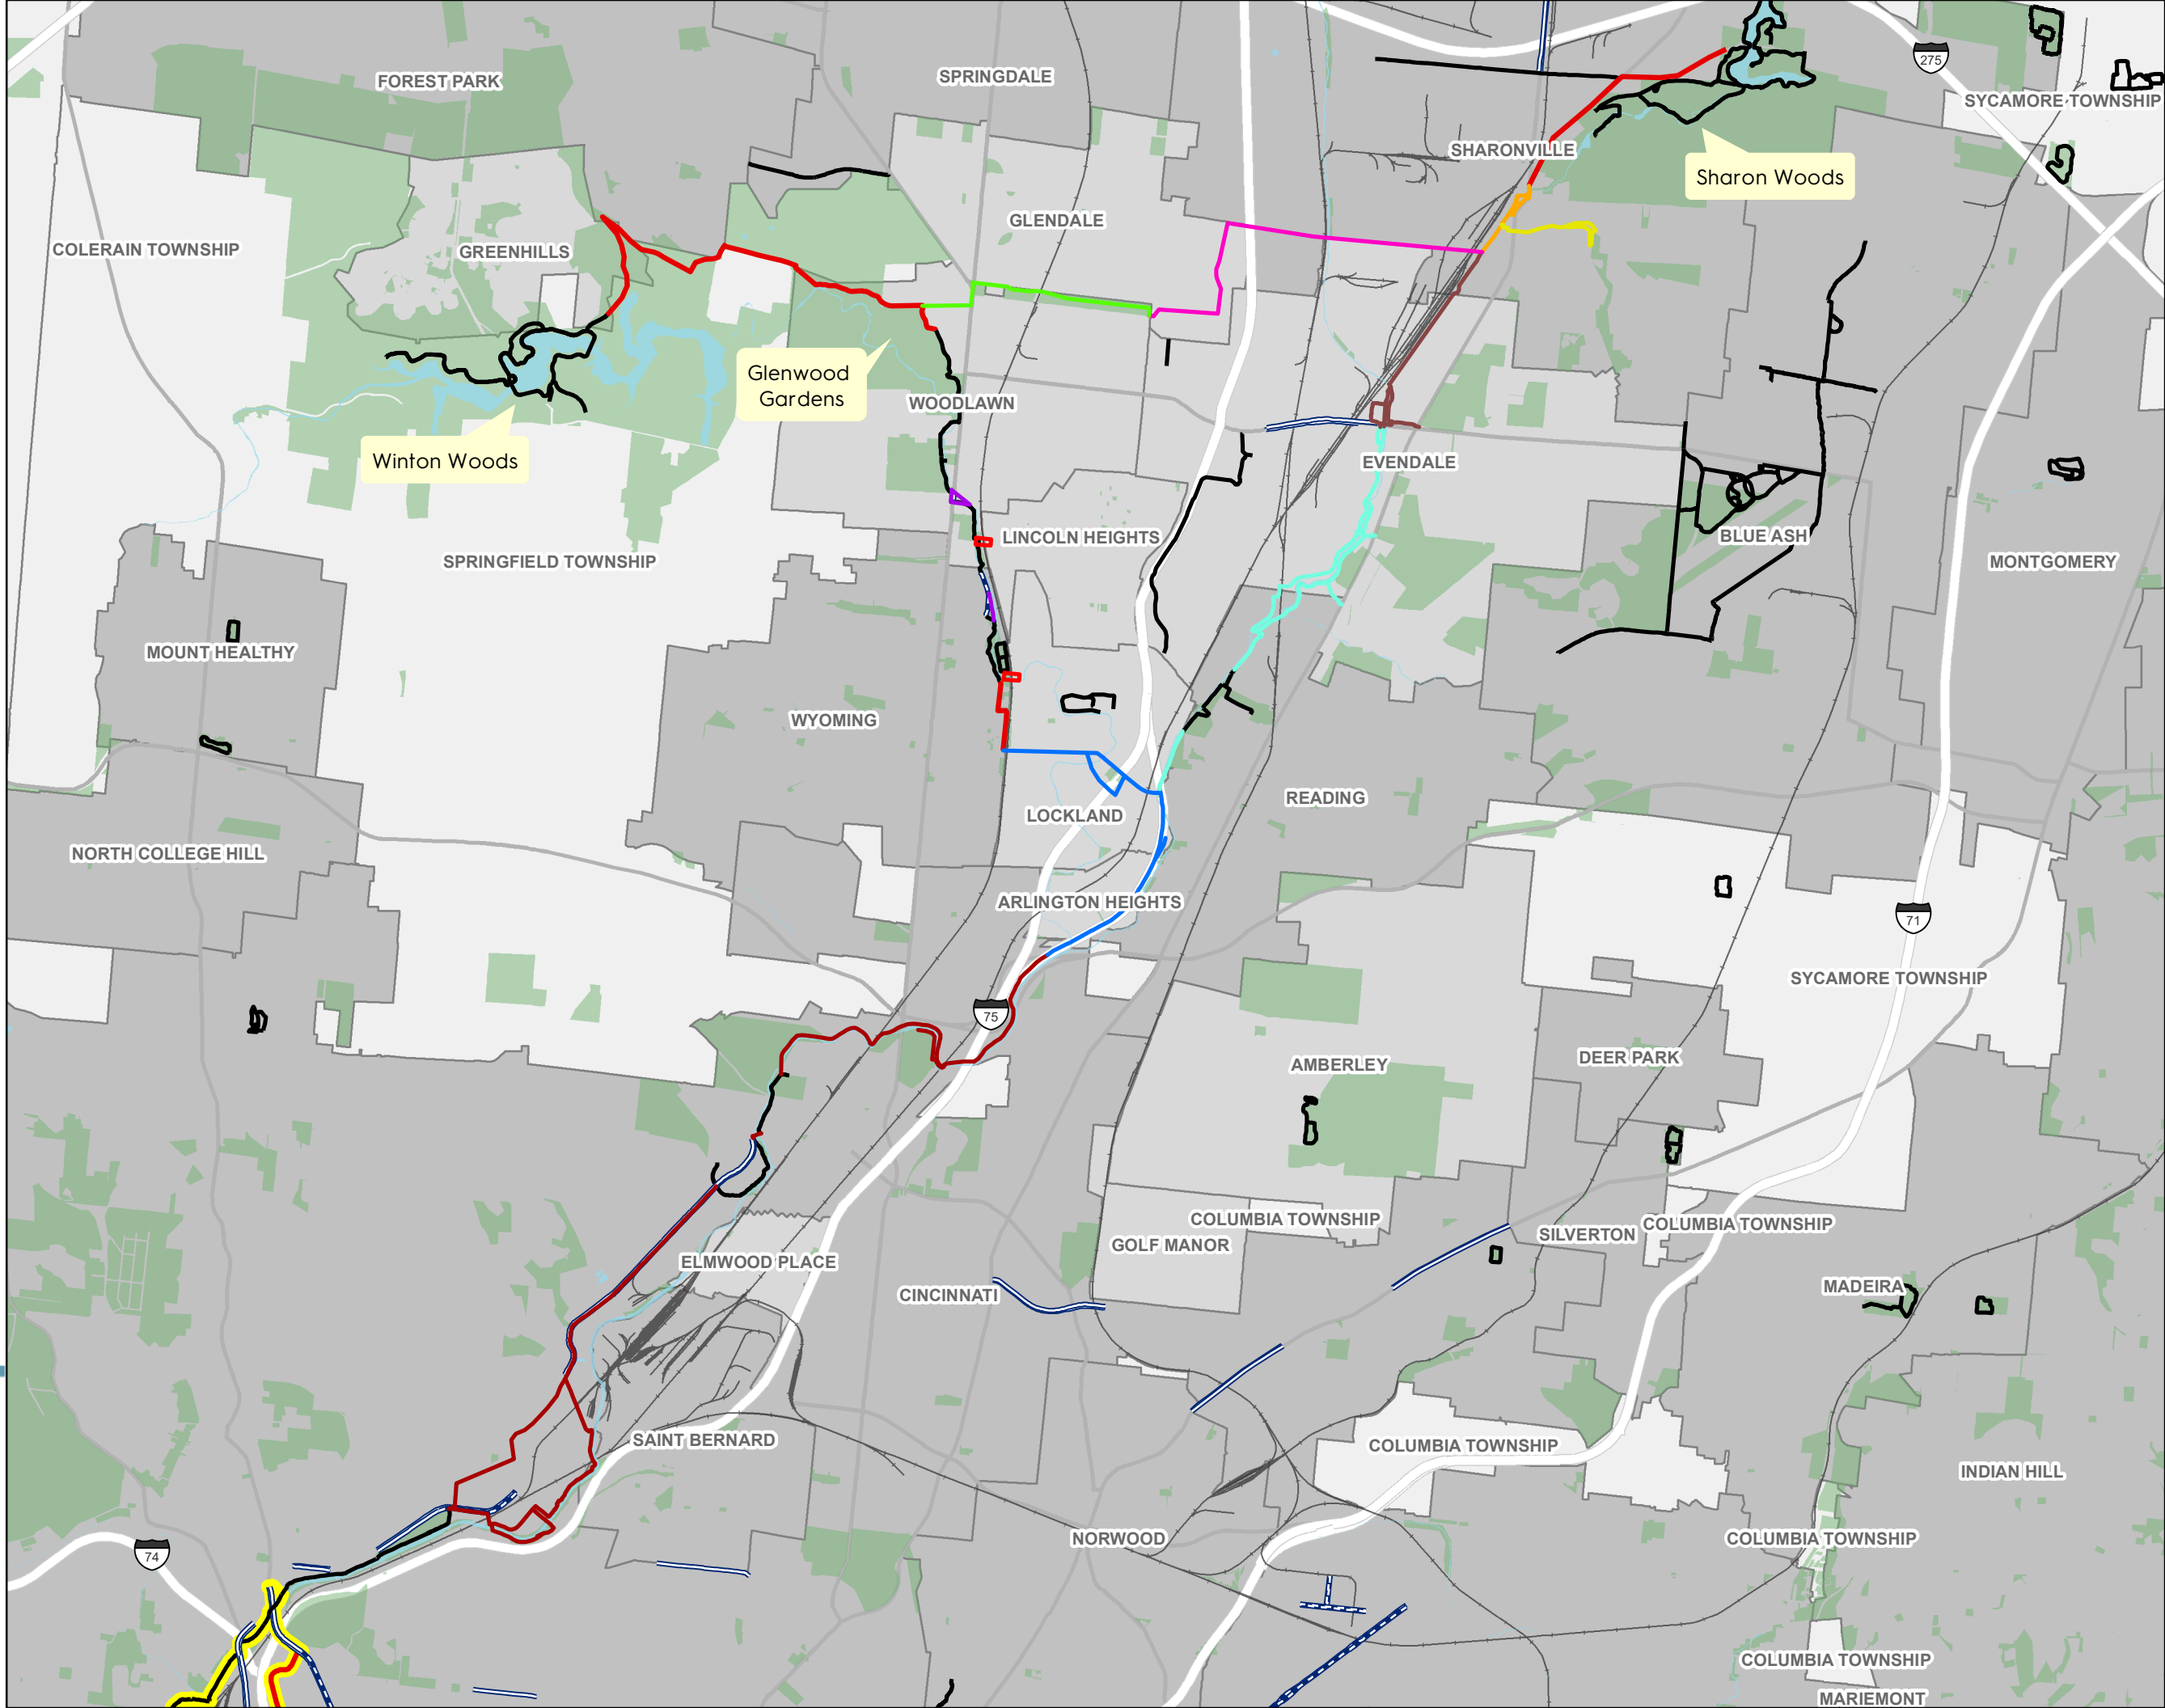 FOREST PARK
SPRINGDALE
275
SYCAMORE TOWNSHIP
SHARONVILLE
Sharon Woods
GLENDALE
COLERAIN TOWNSHIP
GREENHILLS
Glenwood
Gardens
WOODLAWN
Winton Woods
EVENDALE
LINCOLN HEIGHTS
BLUE ASH
SPRINGFIELD TOWNSHIP
MONTGOMERY
MOUNT HEALTHY
WYOMING
READING
LOCKLAND
NORTH COLLEGE HILL
ARLINGTON HEIGHTS
71
SYCAMORE TOWNSHIP
75
AMBERLEY
DEER PARK
COLUMBIA TOWNSHIP
COLUMBIA TOWNSHIP
SILVERTON
GOLF MANOR
ELMWOOD PLACE
MADEIRA
CINCINNATI
SAINT BERNARD
COLUMBIA TOWNSHIP
INDIAN HILL
NORWOOD
COLUMBIA TOWNSHIP
74
COLUMBIA TOWNSHIP
MARIEMONT